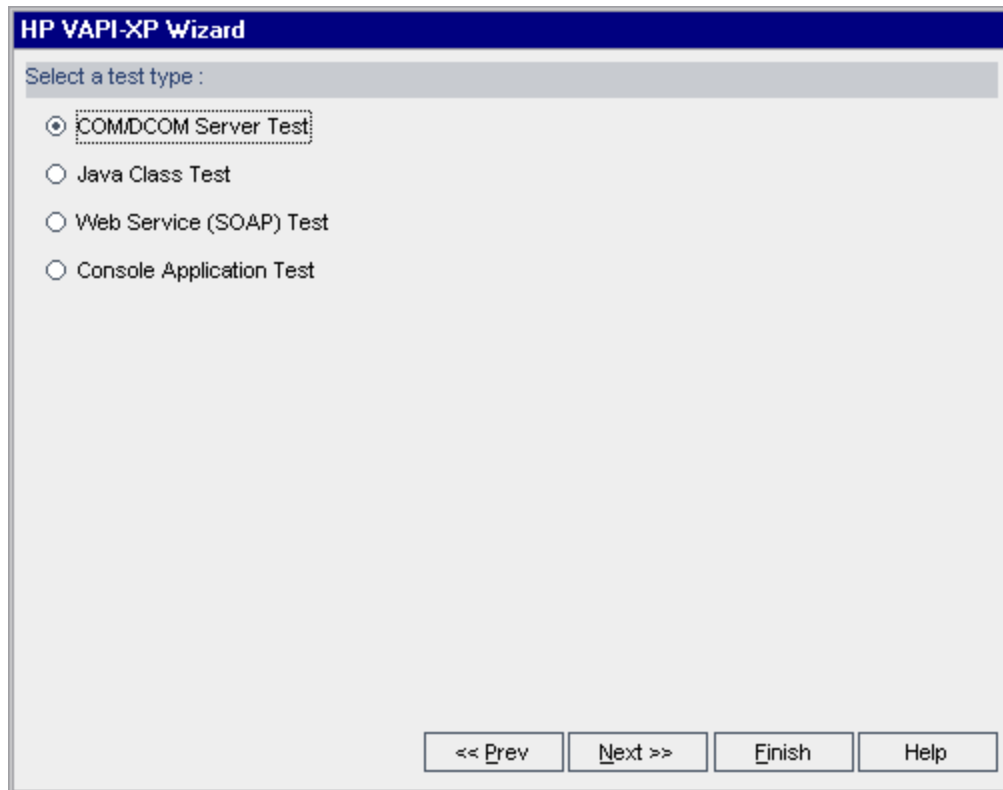 HP VAPI-XP Wizard
Select a test type :
COM/DCOM Server Test
Java Class Test
Web Service (SOAP) Test
Console Application Test
<< Prev Next >> Finish Help